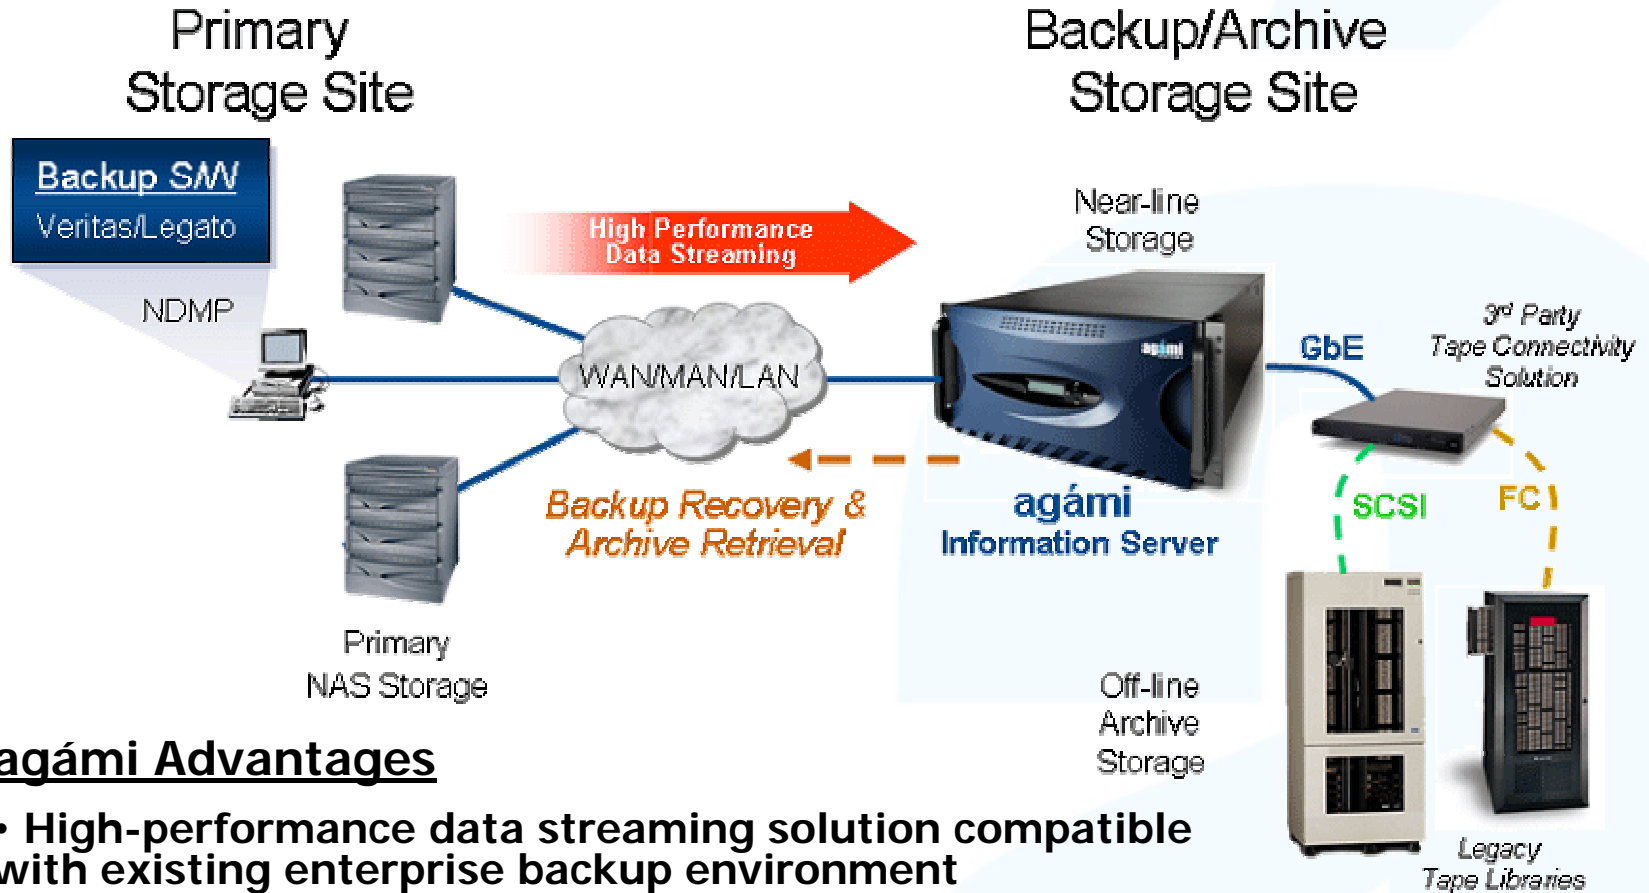 Primary
Storage Site
Backup/Archive
Storage Site
Backup S/W
Veritas/Legato
NDMP
High Performance
Data Streaming
Near-line
Storage
agámi
GbE
3rd Party
Tape Connectivity
Solution
WAN/MAN/LAN
Backup Recovery &
Archive Retrieval
agámi
Information Server
SCSI
FC
Primary
NAS Storage
Off-line
Archive
Storage
Legacy
Tape Libraries
agámi Advantages
• High-performance data streaming solution compatible
with existing enterprise backup environment